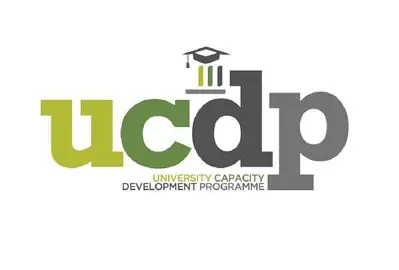 ucdp
UNIVERSITY CAPACITY
DEVELOPMENT PROGRAMME